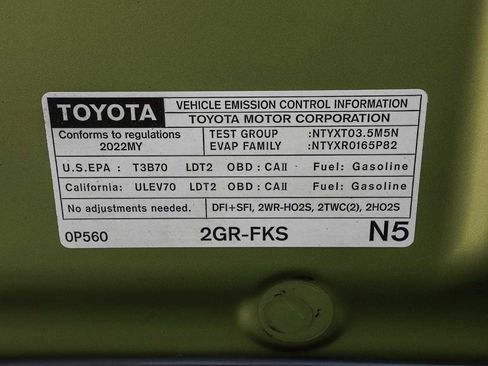 TOYOTA
VEHICLE EMISSION CONTROL INFORMATION
TOYOTA MOTOR CORPORATION
Conforms to regulations
2022MY
TEST GROUP :NTYXT03.5M5N
EVAP FAMILY :NTYXR0165P82
U.S.EPA : T3B70 LDT2 OBD : CAII Fuel: Gasoline
California: ULEV70 LDT2 OBD : CAII Fuel: Gasoline
No adjustments needed. DFI+SFI, 2WR-HO2S, 2TWC(2), 2HO2S
0P560 2GR-FKS N5